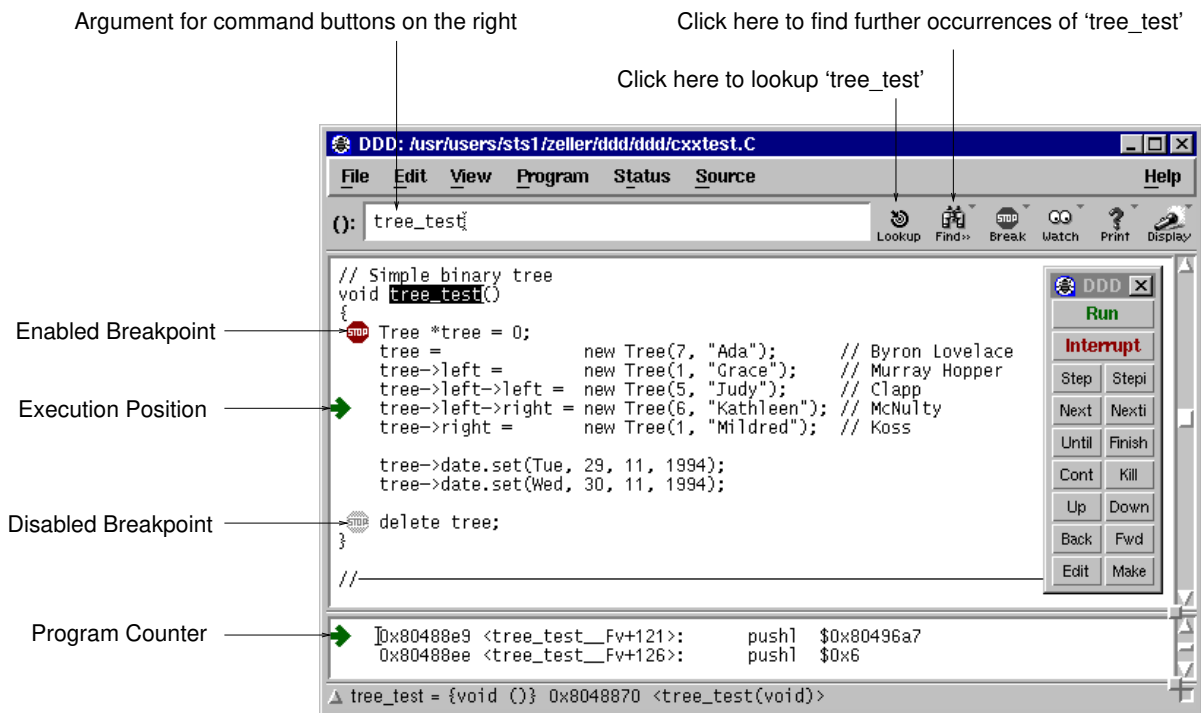 Argument for command buttons on the right
Click here to find further occurrences of ‘tree_test’
Click here to lookup ‘tree_test’
DDD: /usr/users/sts1/zeller/ddd/ddd/cxxtest.C
File Edit View Program Status Source Help
(): tree_test
Lookup Find» Break Watch Print Display
// Simple binary tree
void tree_test()
{
Enabled Breakpoint
STOP Tree *tree = 0;
tree = new Tree(7, "Ada"); // Byron Lovelace
tree->left = new Tree(1, "Grace"); // Murray Hopper
tree->left->left = new Tree(5, "Judy"); // Clapp
Execution Position
tree->left->right = new Tree(6, "Kathleen"); // McNulty
tree->right = new Tree(1, "Mildred"); // Koss
tree->date.set(Tue, 29, 11, 1994);
tree->date.set(Wed, 30, 11, 1994);
Disabled Breakpoint
STOP delete tree;
}
//
DDD
Run
Interrupt
Step Stepi
Next Nexti
Until Finish
Cont Kill
Up Down
Back Fwd
Edit Make
Program Counter
0x80488e9 <tree_test__Fv+121>: pushl $0x80496a7
0x80488ee <tree_test__Fv+126>: pushl $0x6
tree_test = {void ()} 0x8048870 <tree_test(void)>